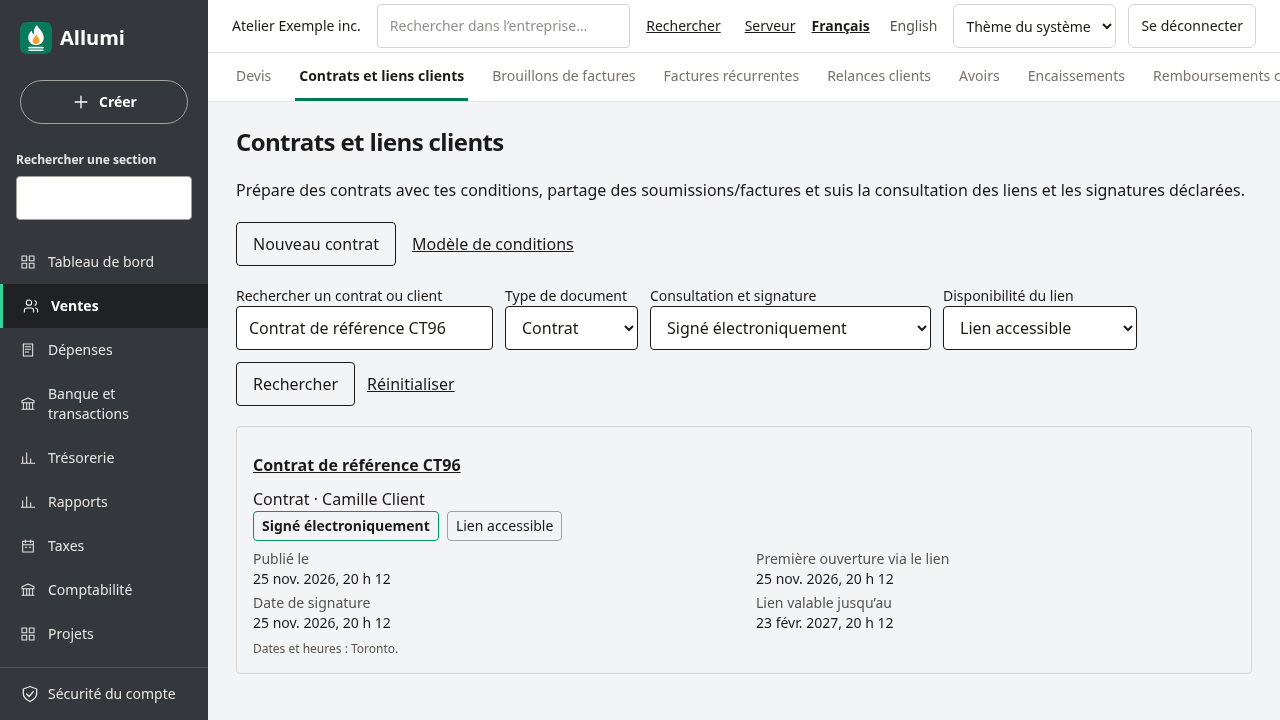 Allumi
Créer
Rechercher une section
Tableau de bord
Ventes
Dépenses
Banque et
transactions
Trésorerie
Rapports
Taxes
Comptabilité
Projets
Sécurité du compte
Atelier Exemple inc.
Rechercher dans l’entreprise…
Rechercher
Serveur
Français
English
Thème du système
Se déconnecter
Devis
Contrats et liens clients
Brouillons de factures
Factures récurrentes
Relances clients
Avoirs
Encaissements
Remboursements c
Contrats et liens clients
Prépare des contrats avec tes conditions, partage des soumissions/factures et suis la consultation des liens et les signatures déclarées.
Nouveau contrat
Modèle de conditions
Rechercher un contrat ou client
Type de document
Consultation et signature
Disponibilité du lien
Contrat de référence CT96
Contrat
Signé électroniquement
Lien accessible
Rechercher
Réinitialiser
Contrat de référence CT96
Contrat · Camille Client
Signé électroniquement
Lien accessible
Publié le
25 nov. 2026, 20 h 12
Première ouverture via le lien
25 nov. 2026, 20 h 12
Date de signature
25 nov. 2026, 20 h 12
Lien valable jusqu’au
23 févr. 2027, 20 h 12
Dates et heures : Toronto.